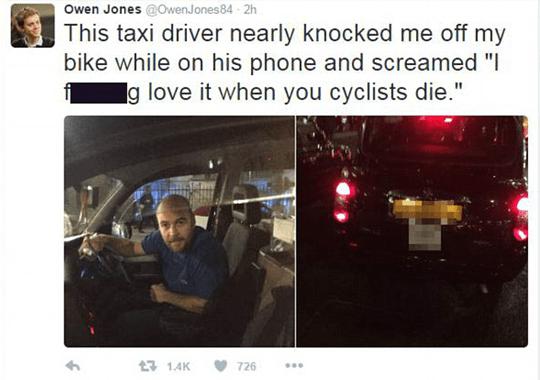 Owen Jones @OwenJones84 · 2h
This taxi driver nearly knocked me off my
bike while on his phone and screamed "I
f g love it when you cyclists die."
1.4K 726